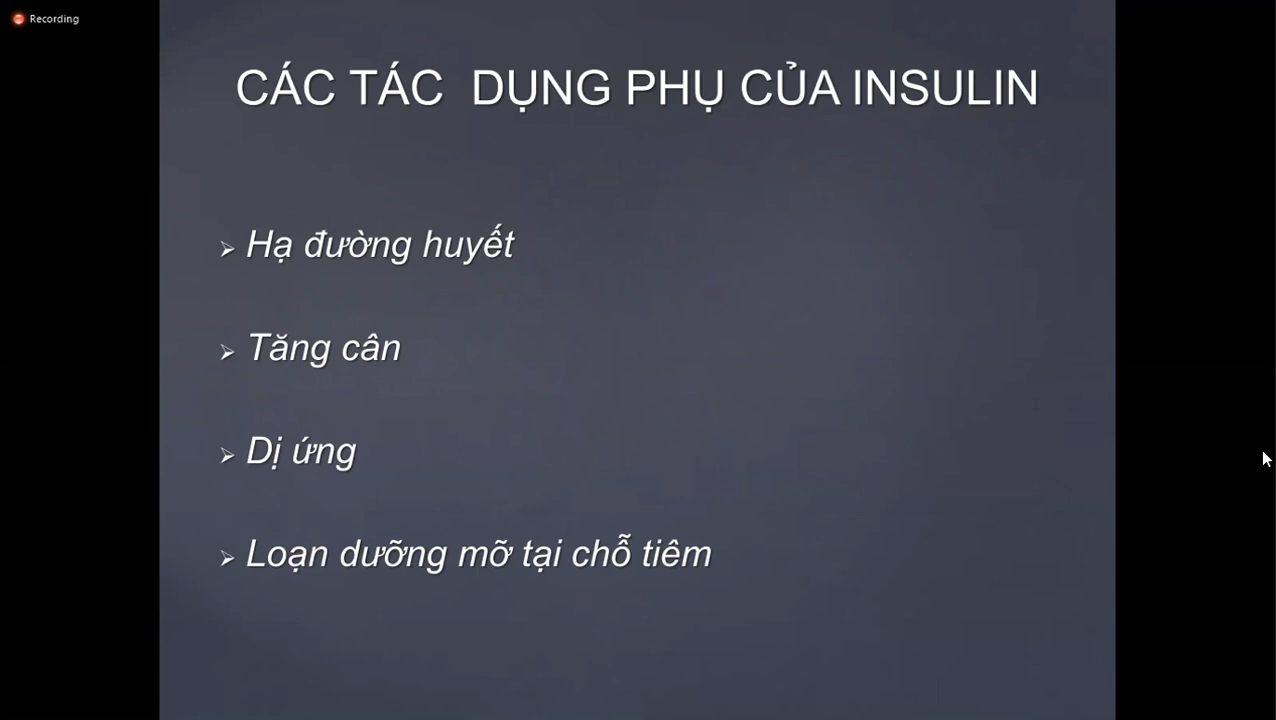 Recording
CÁC TÁC DỤNG PHỤ CỦA INSULIN
➢ Hạ đường huyết
➢ Tăng cân
➢ Dị ứng
➢ Loạn dưỡng mỡ tại chỗ tiêm